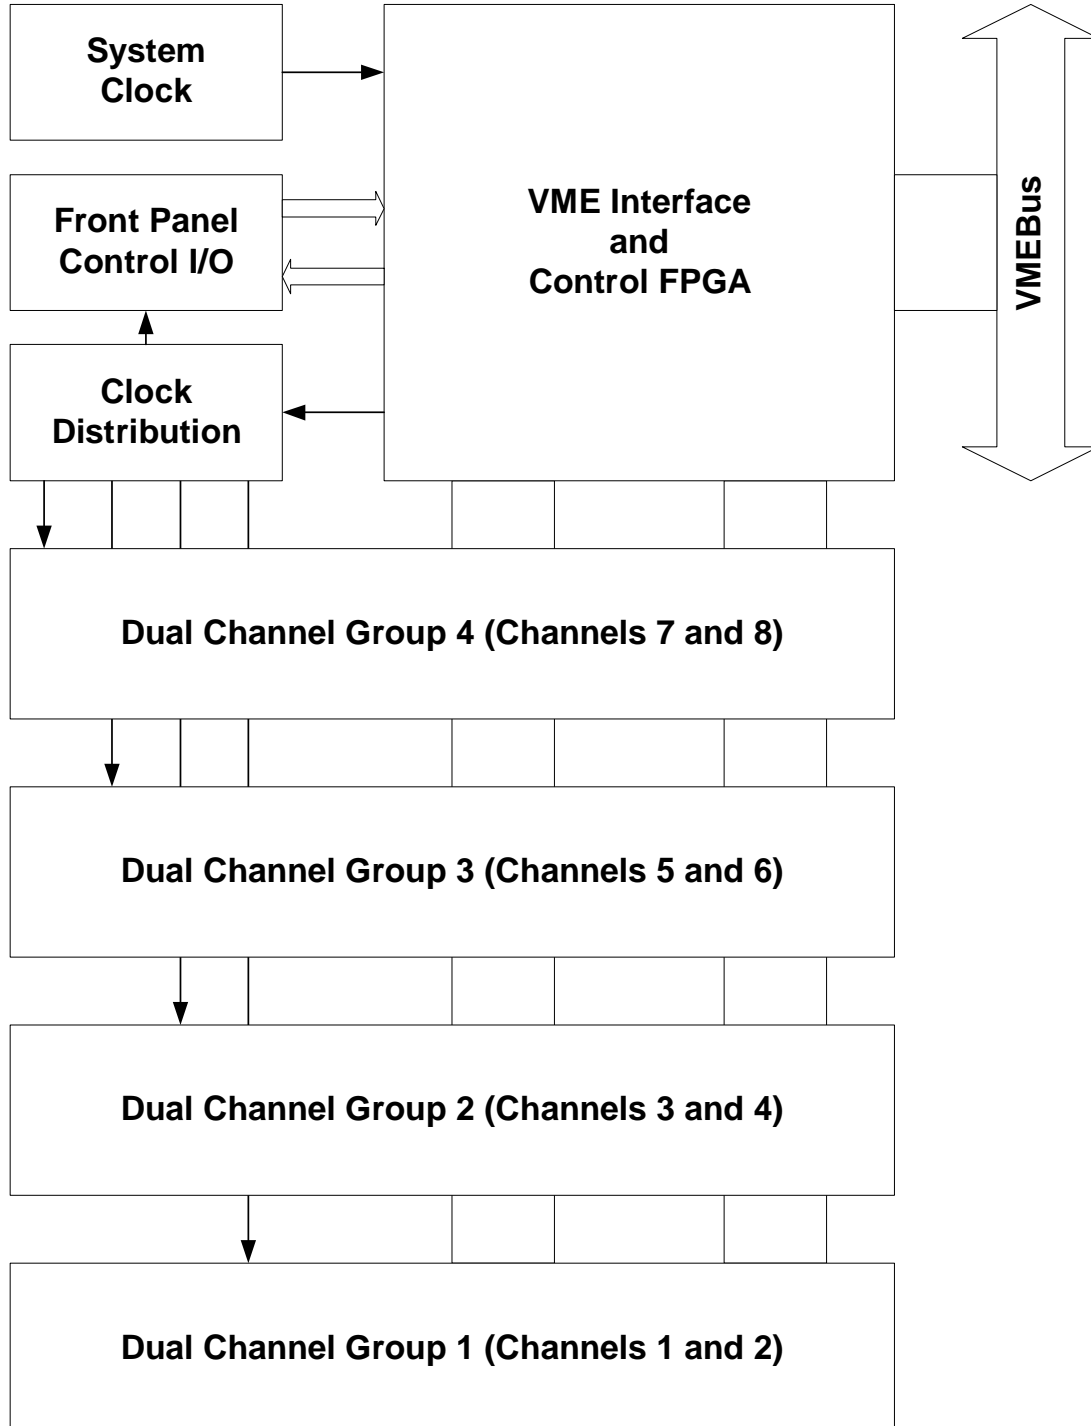 System
Clock
VME Interface
and
Control FPGA
VMEBus
Front Panel
Control I/O
Clock
Distribution
Dual Channel Group 4 (Channels 7 and 8)
Dual Channel Group 3 (Channels 5 and 6)
Dual Channel Group 2 (Channels 3 and 4)
Dual Channel Group 1 (Channels 1 and 2)